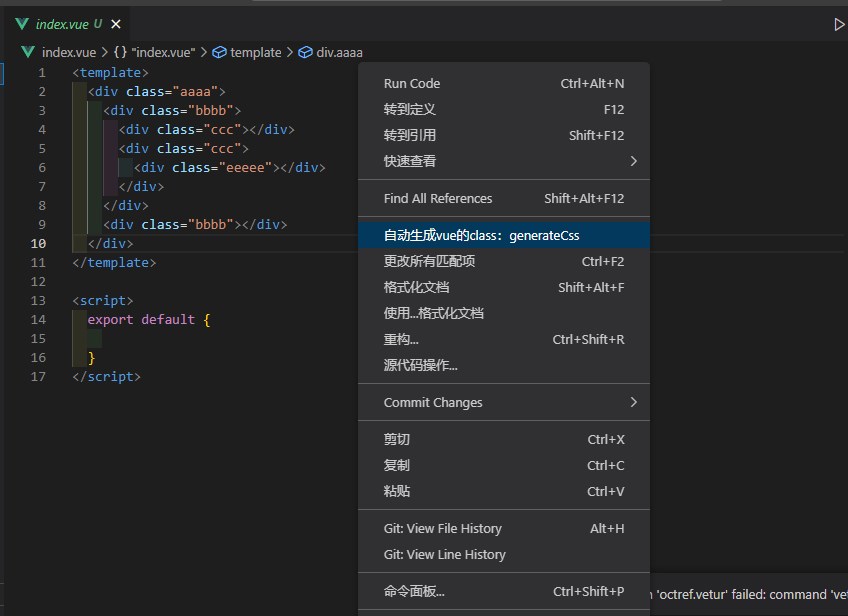 index.vue U
index.vue > {} "index.vue" > template > div.aaaa
1 <template>
2 <div class="aaaa">
3 <div class="bbbb">
4 <div class="ccc"></div>
5 <div class="ccc">
6 <div class="eeeee"></div>
7 </div>
8 </div>
9 <div class="bbbb"></div>
10 </div>
11 </template>
12
13 <script>
14 export default {
15
16 }
17 </script>
Run Code Ctrl+Alt+N
转到定义 F12
转到引用 Shift+F12
快速查看
Find All References Shift+Alt+F12
自动生成vue的class：generateCss
更改所有匹配项 Ctrl+F2
格式化文档 Shift+Alt+F
使用...格式化文档
重构... Ctrl+Shift+R
源代码操作...
Commit Changes
剪切 Ctrl+X
复制 Ctrl+C
粘贴 Ctrl+V
Git: View File History Alt+H
Git: View Line History
命令面板... Ctrl+Shift+P
'octref.vetur' failed: command